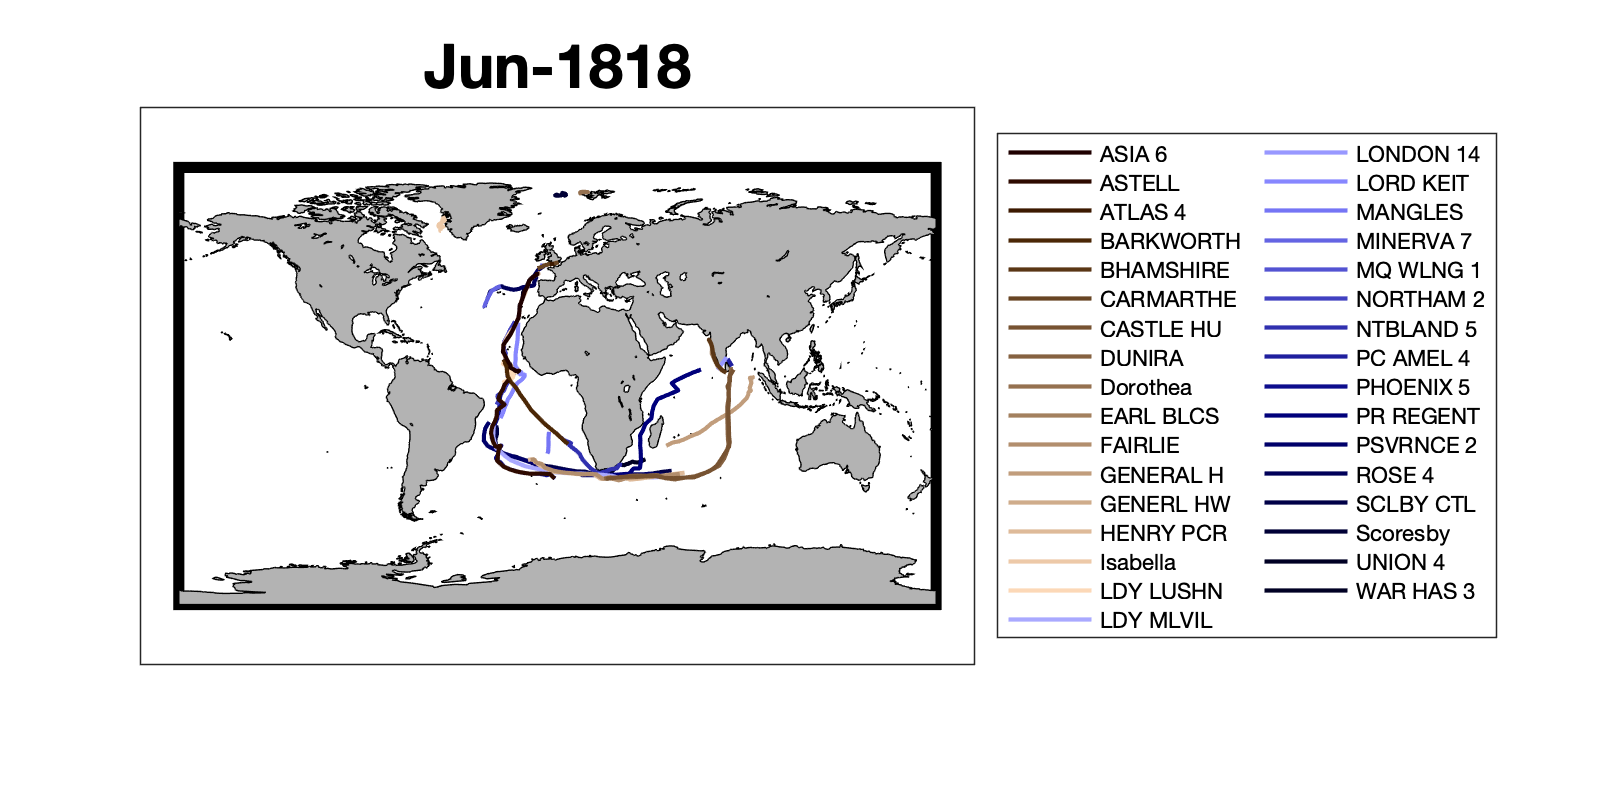 Jun-1818
ASIA 6
ASTELL
ATLAS 4
BARKWORTH
BHAMSHIRE
CARMARTHE
CASTLE HU
DUNIRA
Dorothea
EARL BLCS
FAIRLIE
GENERAL H
GENERL HW
HENRY PCR
Isabella
LDY LUSHN
LDY MLVIL
LONDON 14
LORD KEIT
MANGLES
MINERVA 7
MQ WLNG 1
NORTHAM 2
NTBLAND 5
PC AMEL 4
PHOENIX 5
PR REGENT
PSVRNCE 2
ROSE 4
SCLBY CTL
Scoresby
UNION 4
WAR HAS 3